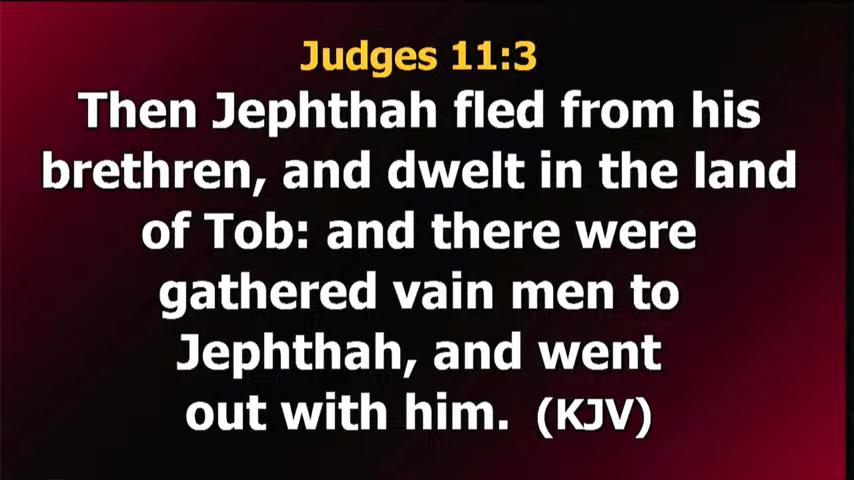 Judges 11:3
Then Jephthah fled from his
brethren, and dwelt in the land
of Tob: and there were
gathered vain men to
Jephthah, and went
out with him. (KJV)